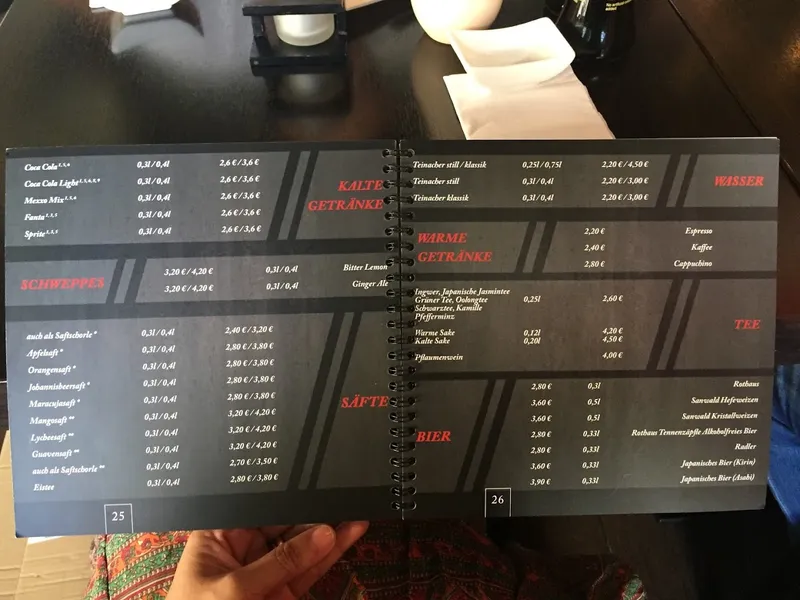 KALTE
GETRÄNKE
Coca Cola 1, 3, 6 0,3l / 0,4l 2,6 € / 3,6 €
Coca Cola Light 0,3l / 0,4l 2,6 € / 3,6 €
Mezzo Mix 1, 3, 6 0,3l / 0,4l 2,6 € / 3,6 €
Fanta 1, 3, 5 0,3l / 0,4l 2,6 € / 3,6 €
Sprite 1, 3, 5 0,3l / 0,4l 2,6 € / 3,6 €
SCHWEPPES
3,20 € / 4,20 € 0,3l / 0,4l Bitter Lemon
3,20 € / 4,20 € 0,3l / 0,4l Ginger Ale
SÄFTE
auch als Saftschorle * 0,3l / 0,4l 2,40 € / 3,20 €
Apfelsaft * 0,3l / 0,4l 2,80 € / 3,80 €
Orangensaft * 0,3l / 0,4l 2,80 € / 3,80 €
Johannisbeersaft * 0,3l / 0,4l 2,80 € / 3,80 €
Maracujasaft * 0,3l / 0,4l 2,80 € / 3,80 €
Mangosaft ** 0,3l / 0,4l 3,20 € / 4,20 €
Lycheesaft ** 0,3l / 0,4l 3,20 € / 4,20 €
Guavensaft ** 0,3l / 0,4l 3,20 € / 4,20 €
auch als Saftschorle ** 0,3l / 0,4l 2,70 € / 3,50 €
Eistee 0,3l / 0,4l 2,80 € / 3,80 €
25
WASSER
Teinacher still / klassik 0,25l / 0,75l 2,20 € / 4,50 €
Teinacher still 0,3l / 0,4l 2,20 € / 3,00 €
Teinacher klassik 0,3l / 0,4l 2,20 € / 3,00 €
WARME
GETRÄNKE
2,20 € Espresso
2,40 € Kaffee
2,80 € Cappuchino
TEE
Ingwer, Japanische Jasmintee
Grüner Tee, Oolongtee 0,25l 2,60 €
Schwarztee, Kamille
Pfefferminz
Warme Sake 0,12l 4,20 €
Kalte Sake 0,20l 4,50 €
Pflaumenwein 4,00 €
BIER
2,80 € 0,3l Rothaus
3,60 € 0,5l Sanwald Hefeweizen
3,60 € 0,5l Sanwald Kristallweizen
2,80 € 0,33l Rothaus Tennenzäpfle Alkoholfreies Bier
2,80 € 0,33l Radler
3,60 € 0,33l Japanisches Bier (Kirin)
3,90 € 0,33l Japanisches Bier (Asahi)
26